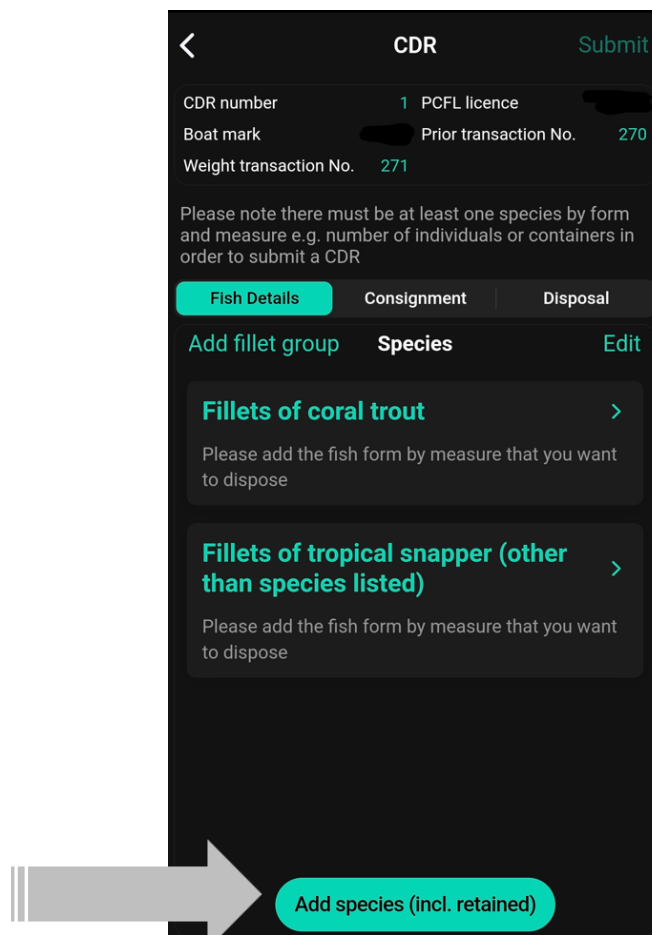 CDR Submit
CDR number 1 PCFL licence
Boat mark Prior transaction No. 270
Weight transaction No. 271
Please note there must be at least one species by form
and measure e.g. number of individuals or containers in
order to submit a CDR
Fish Details Consignment Disposal
Add fillet group Species Edit
Fillets of coral trout
Please add the fish form by measure that you want
to dispose
Fillets of tropical snapper (other
than species listed)
Please add the fish form by measure that you want
to dispose
Add species (incl. retained)